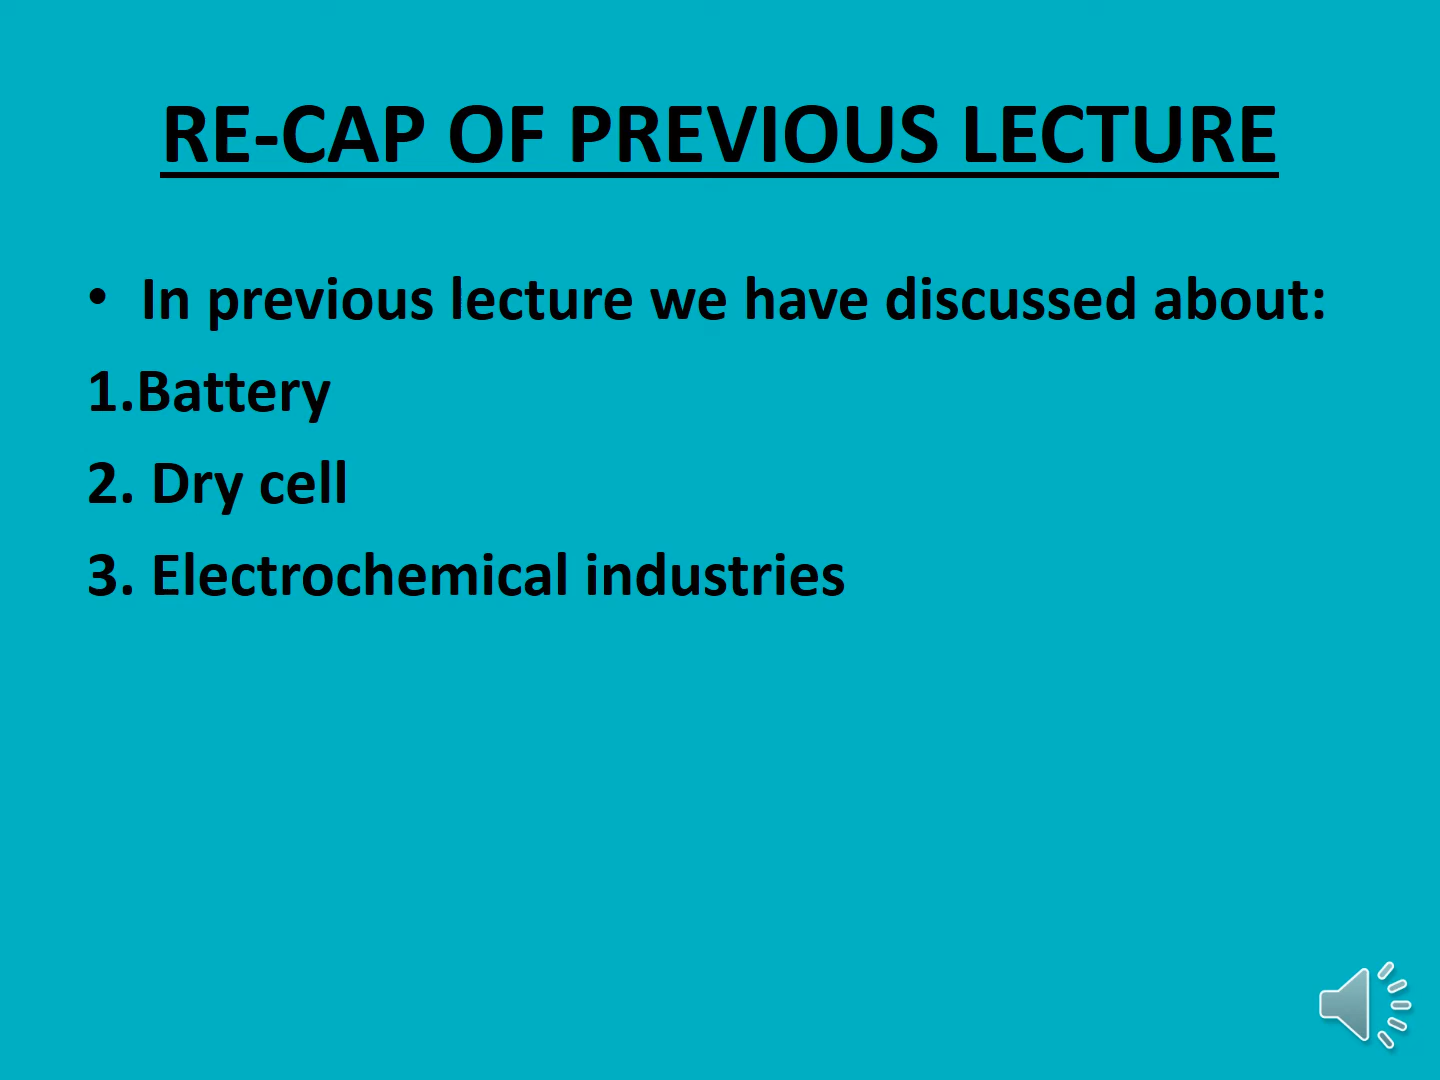 RE-CAP OF PREVIOUS LECTURE
• In previous lecture we have discussed about:
1.Battery
2. Dry cell
3. Electrochemical industries